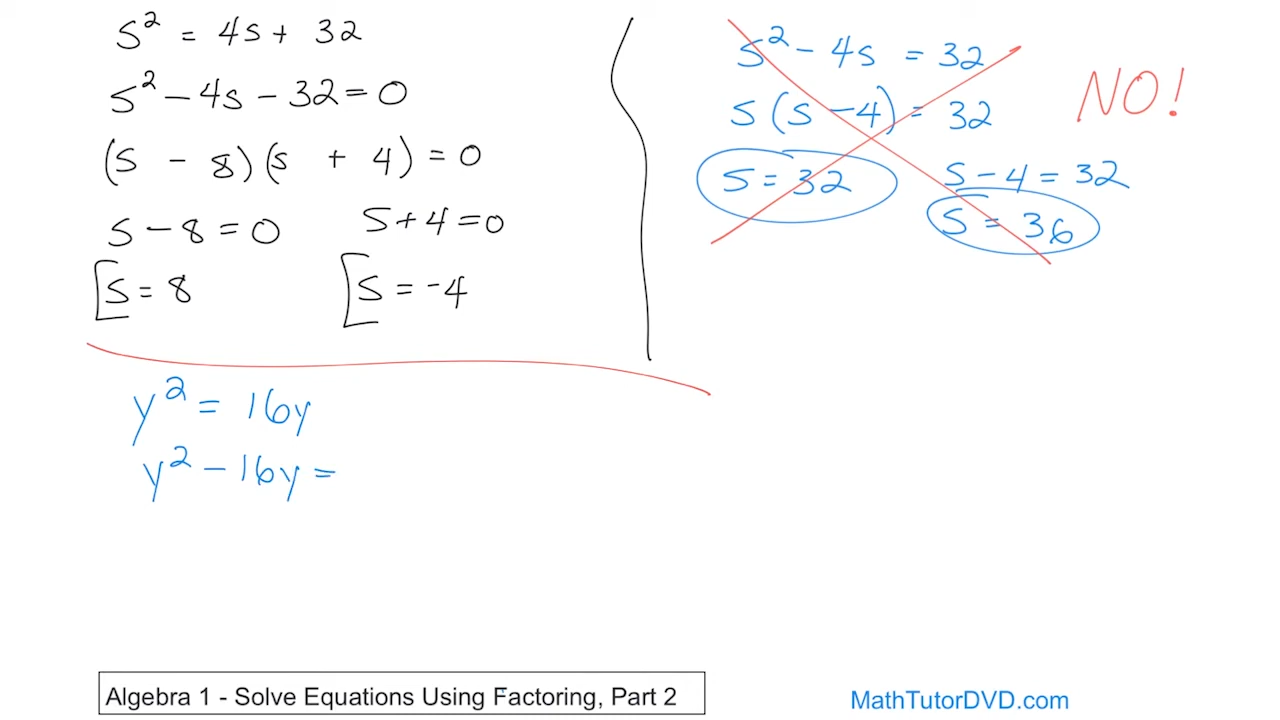 s² = 4s + 32
s² - 4s - 32 = 0
(s - 8)(s + 4) = 0
s - 8 = 0 s + 4 = 0
s = 8 s = -4
s² - 4s = 32
s(s - 4) = 32
s = 32 s - 4 = 32
s = 36
NO!
y² = 16y
y² - 16y =
Algebra 1 - Solve Equations Using Factoring, Part 2
MathTutorDVD.com